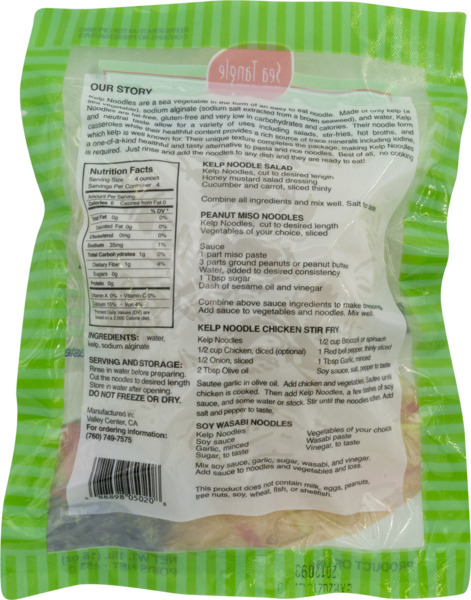 Sea Tangle
OUR STORY
Kelp Noodles are a sea vegetable in the form of an easy to eat noodle. Made of only kelp (a
sea vegetable), sodium alginate (sodium salt extracted from a brown seaweed), and water, Kelp
Noodles are fat-free, gluten-free and very low in carbohydrates and calories. Their noodle form
and neutral taste allow for a variety of uses including salads, stir-fries, hot broths, and
casseroles while their healthful content provides a rich source of trace minerals including iodine,
which kelp is well known for. Their unique texture completes the package, making Kelp Noodles
a one-of-a-kind healthful and tasty alternative to pasta and rice noodles. Best of all, no cooking
is required. Just rinse and add the noodles to any dish and they are ready to eat!
Nutrition Facts
Serving Size 4 ounces
Servings Per Container 4
Amount Per Serving
Calories 6 Calories from Fat 0
% DV*
Total Fat 0g 0%
Saturated Fat 0g 0%
Cholesterol 0mg 0%
Sodium 35mg 1%
Total Carbohydrates 1g 0%
Dietary Fiber 1g 4%
Sugars 0g
Protein 0g
Vitamin A 0% • Vitamin C 0%
Calcium 15% • Iron 4%
*Percent Daily Values (DV) are
based on a 2,000 Calorie diet.
INGREDIENTS: water,
kelp, sodium alginate
SERVING AND STORAGE:
Rinse in water before preparing.
Cut the noodles to desired length
Store in water after opening.
DO NOT FREEZE OR DRY.
Manufactured in:
Valley Center, CA
For ordering information:
(760) 749-7575
KELP NOODLE SALAD
Kelp Noodles, cut to desired length
Honey mustard salad dressing
Cucumber and carrot, sliced thinly
Combine all ingredients and mix well. Salt to
PEANUT MISO NOODLES
Kelp Noodles, cut to desired length
Vegetables of your choice, sliced
Sauce
1 part miso paste
3 parts ground peanuts or peanut butter
Water, added to desired consistency
1 Tbsp sugar
Dash of sesame oil and vinegar
Combine above sauce ingredients to make dressing.
Add sauce to vegetables and noodles. Mix well.
KELP NOODLE CHICKEN STIR FRY
Kelp Noodles 1/2 cup Broccoli or spinach
1/2 cup Chicken, diced (optional) 1 Red bell pepper, thinly sliced
1/2 Onion, sliced 1 Tbsp Garlic, minced
2 Tbsp Olive oil Soy sauce, salt, pepper to taste
Sautee garlic in olive oil. Add chicken and vegetables. Sautee until
chicken is cooked. Then add Kelp Noodles, a few dashes of soy
sauce, and some water or stock. Stir until the noodles soften. Add
salt and pepper to taste.
SOY WASABI NOODLES
Kelp Noodles Vegetables of your choice
Soy sauce Wasabi paste
Garlic, minced Vinegar, to taste
Sugar, to taste
Mix soy sauce, garlic, sugar, wasabi, and vinegar.
Add sauce to noodles and vegetables and toss.
This product does not contain milk, eggs, peanuts,
tree nuts, soy, wheat, fish, or shellfish.